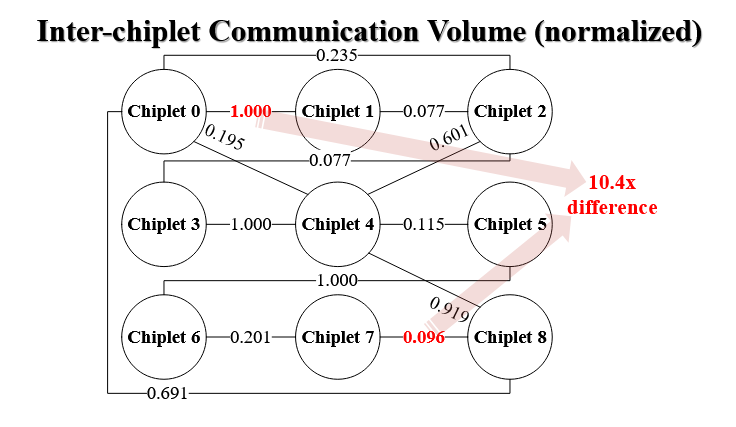 Inter-chiplet Communication Volume (normalized)
0.235
Chiplet 0
1.000
Chiplet 1
0.077
Chiplet 2
0.195
0.601
0.077
10.4x
difference
Chiplet 3
1.000
Chiplet 4
0.115
Chiplet 5
1.000
0.919
Chiplet 6
0.201
Chiplet 7
0.096
Chiplet 8
0.691